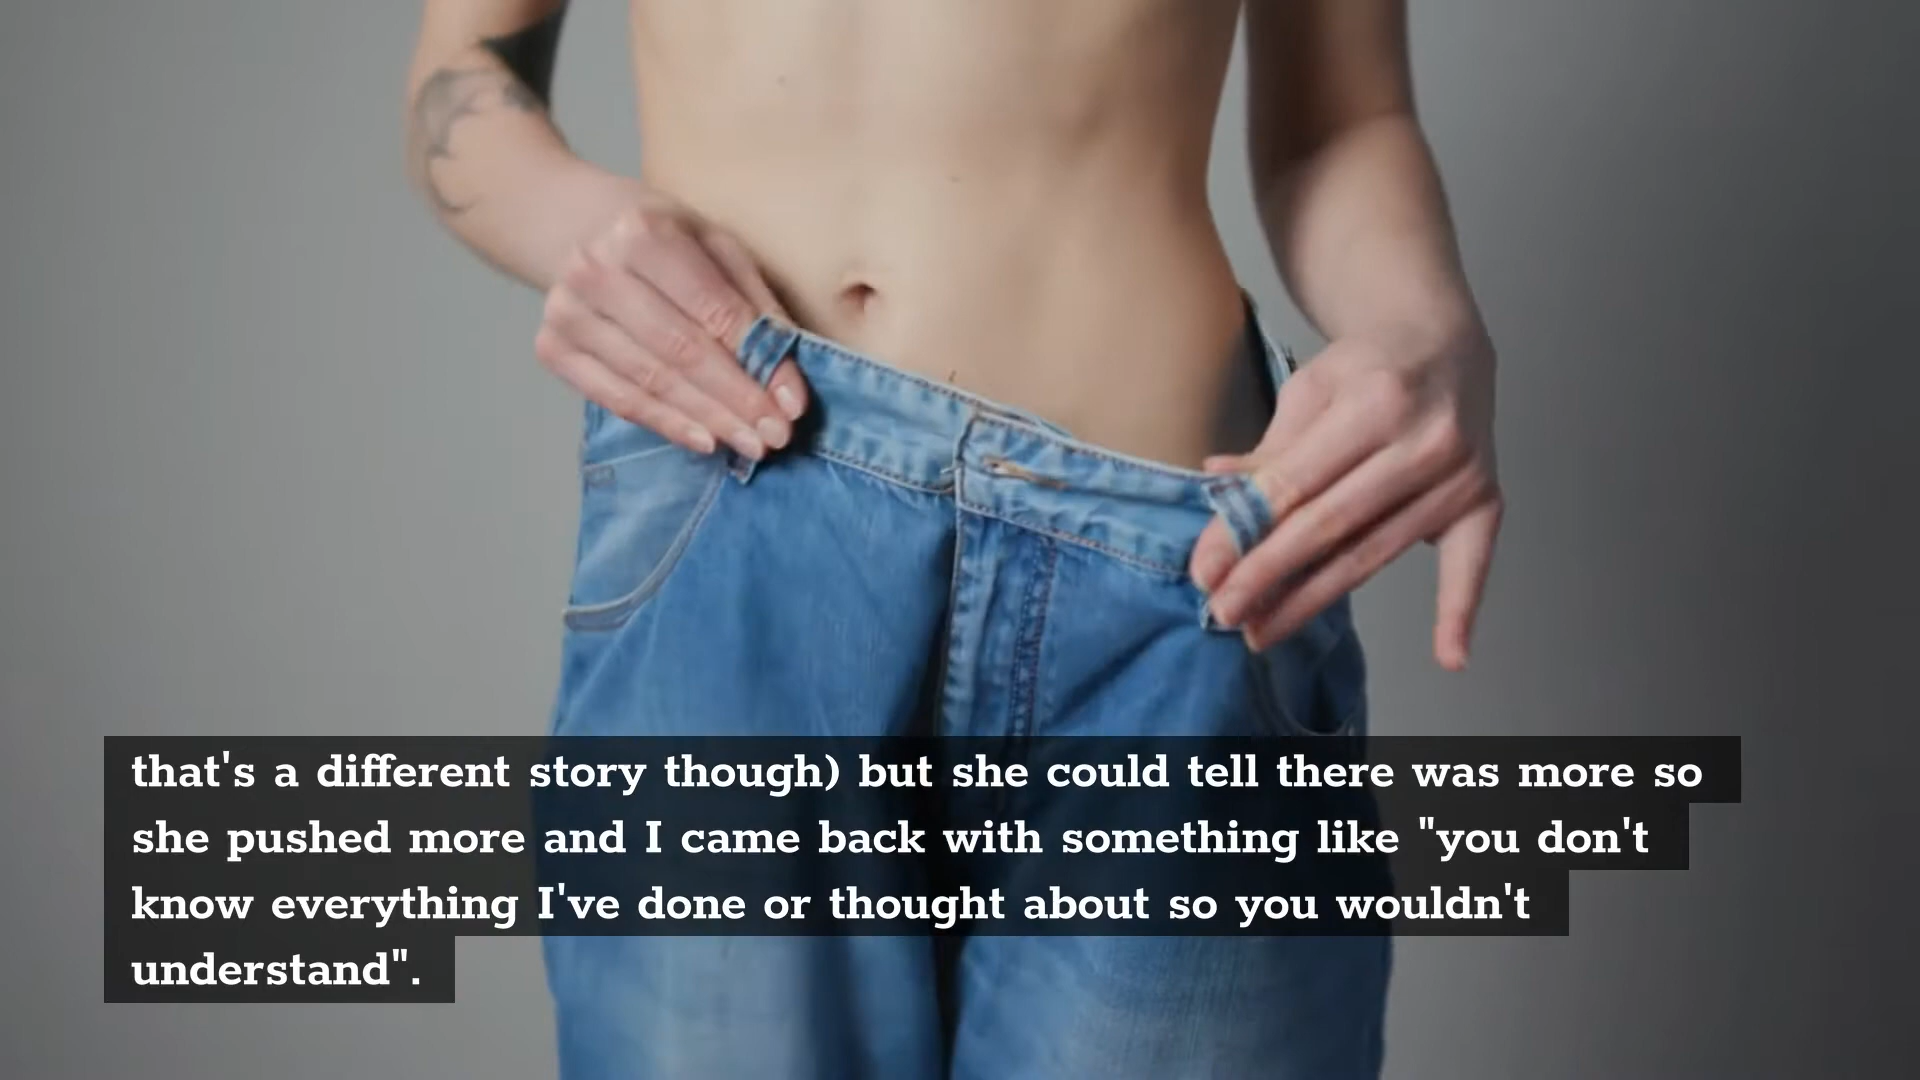 that's a different story though) but she could tell there was more so
she pushed more and I came back with something like "you don't
know everything I've done or thought about so you wouldn't
understand".